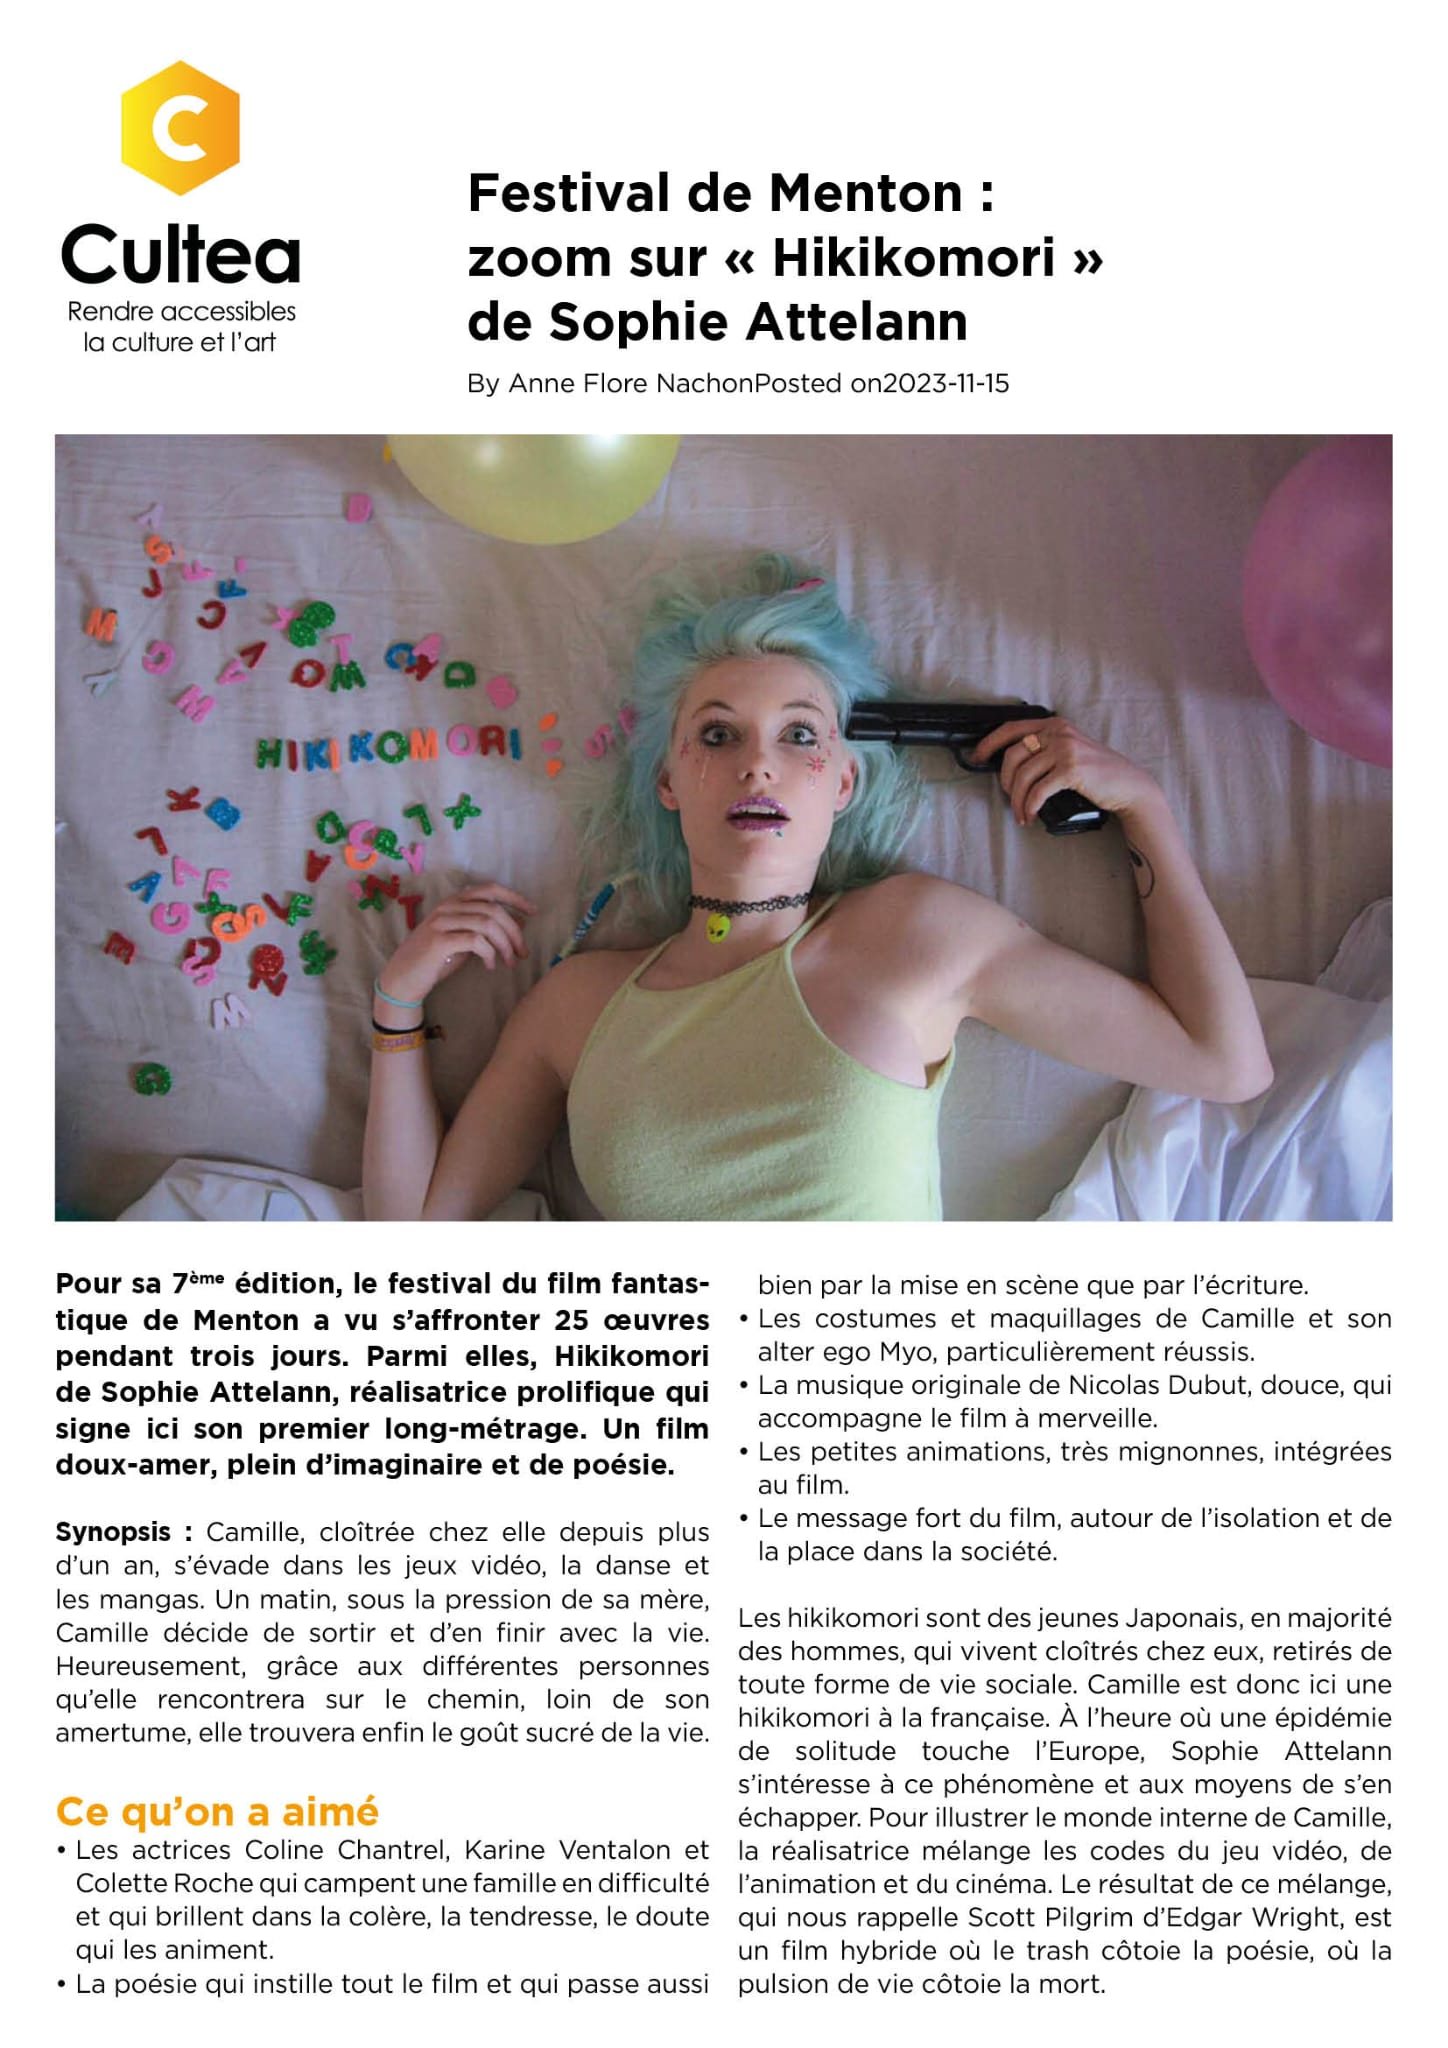 C
Cultea
Rendre accessibles
la culture et l'art
Festival de Menton :
zoom sur « Hikikomori »
de Sophie Attelann
By Anne Flore NachonPosted on2023-11-15
HIKIKOMORI
Pour sa 7ème édition, le festival du film fantas-
tique de Menton a vu s'affronter 25 œuvres
pendant trois jours. Parmi elles, Hikikomori
de Sophie Attelann, réalisatrice prolifique qui
signe ici son premier long-métrage. Un film
doux-amer, plein d'imaginaire et de poésie.
Synopsis : Camille, cloîtrée chez elle depuis plus
d'un an, s'évade dans les jeux vidéo, la danse et
les mangas. Un matin, sous la pression de sa mère,
Camille décide de sortir et d'en finir avec la vie.
Heureusement, grâce aux différentes personnes
qu'elle rencontrera sur le chemin, loin de son
amertume, elle trouvera enfin le goût sucré de la vie.
Ce qu'on a aimé
• Les actrices Coline Chantrel, Karine Ventalon et
Colette Roche qui campent une famille en difficulté
et qui brillent dans la colère, la tendresse, le doute
qui les animent.
• La poésie qui instille tout le film et qui passe aussi
bien par la mise en scène que par l'écriture.
• Les costumes et maquillages de Camille et son
alter ego Myo, particulièrement réussis.
• La musique originale de Nicolas Dubut, douce, qui
accompagne le film à merveille.
• Les petites animations, très mignonnes, intégrées
au film.
• Le message fort du film, autour de l'isolation et de
la place dans la société.
Les hikikomori sont des jeunes Japonais, en majorité
des hommes, qui vivent cloîtrés chez eux, retirés de
toute forme de vie sociale. Camille est donc ici une
hikikomori à la française. À l'heure où une épidémie
de solitude touche l'Europe, Sophie Attelann
s'intéresse à ce phénomène et aux moyens de s'en
échapper. Pour illustrer le monde interne de Camille,
la réalisatrice mélange les codes du jeu vidéo, de
l'animation et du cinéma. Le résultat de ce mélange,
qui nous rappelle Scott Pilgrim d'Edgar Wright, est
un film hybride où le trash côtoie la poésie, où la
pulsion de vie côtoie la mort.